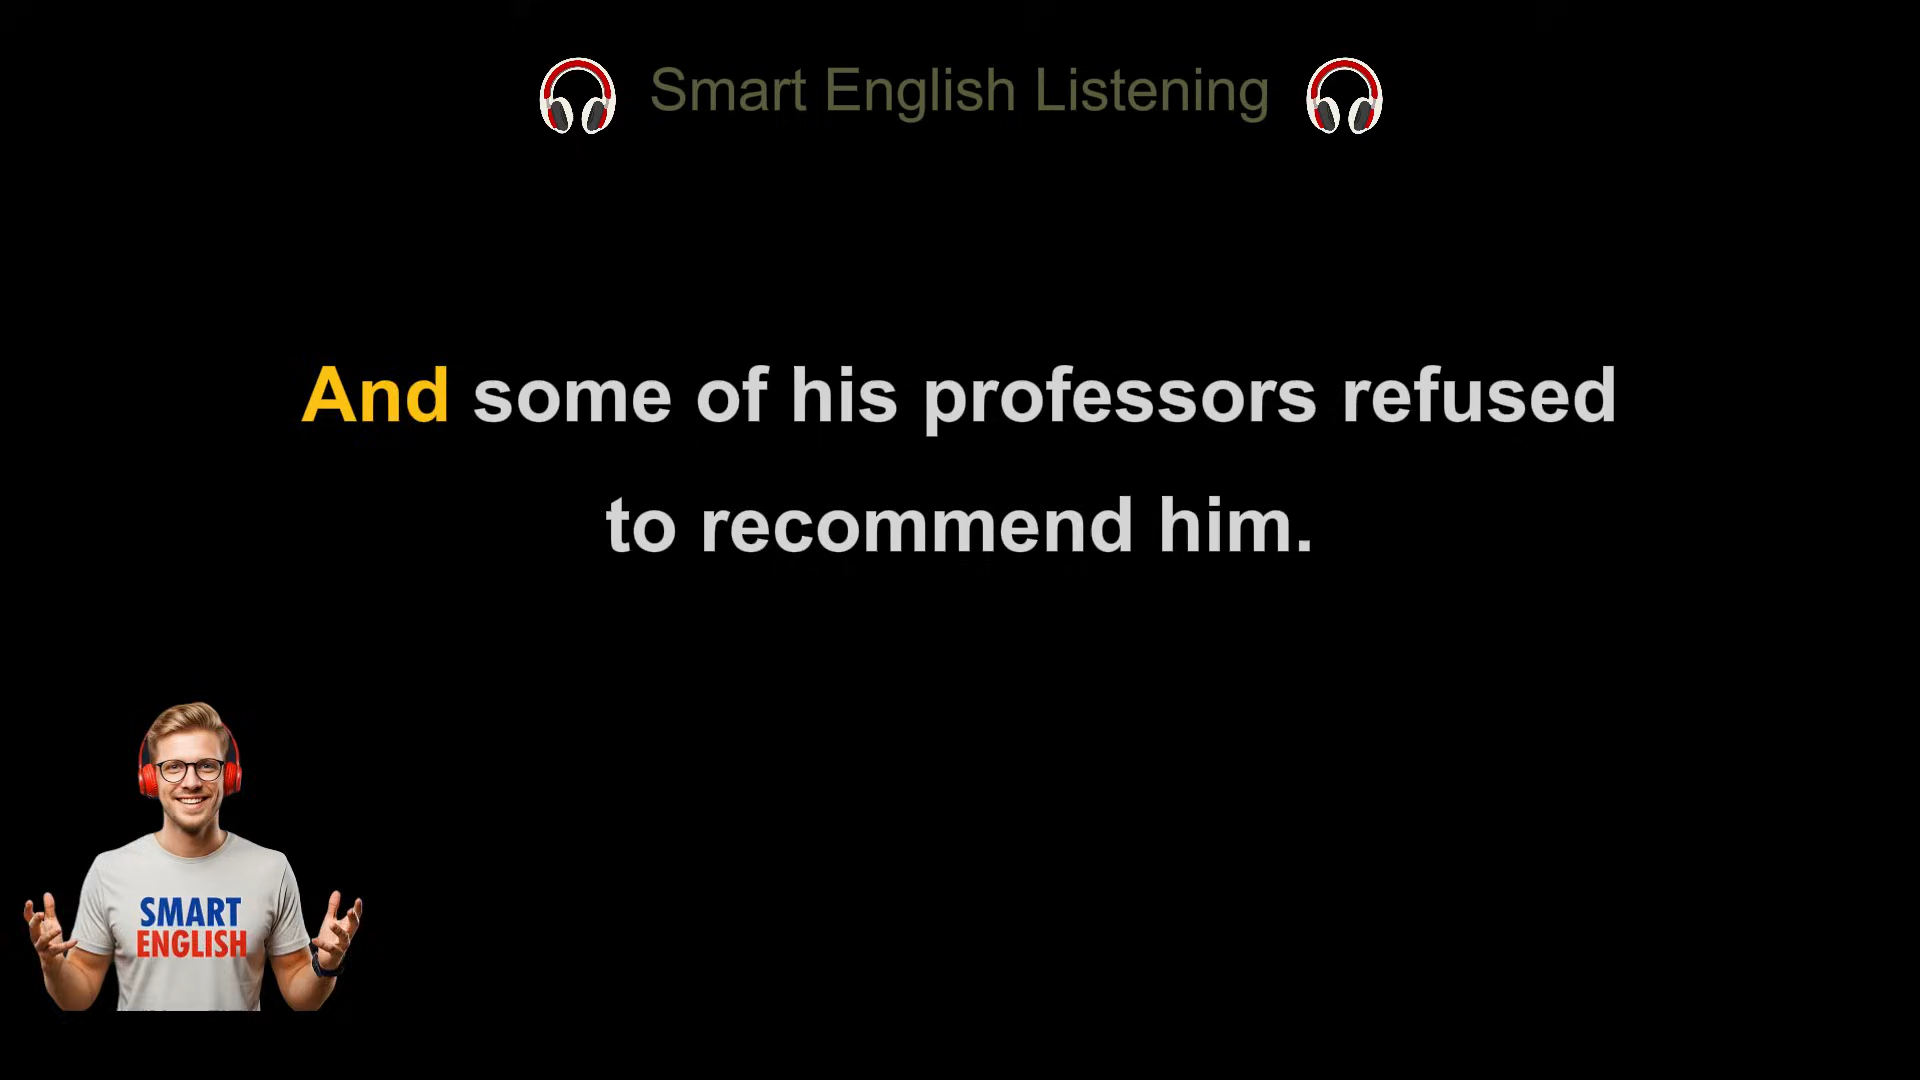 Smart English Listening
And some of his professors refused
to recommend him.
SMART
ENGLISH